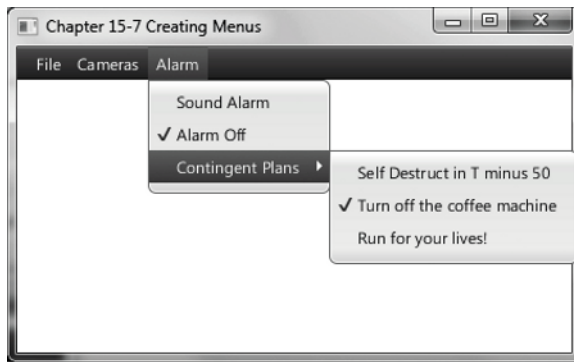 Chapter 15-7 Creating Menus
File Cameras Alarm
Sound Alarm
Alarm Off
Contingent Plans
Self Destruct in T minus 50
Turn off the coffee machine
Run for your lives!